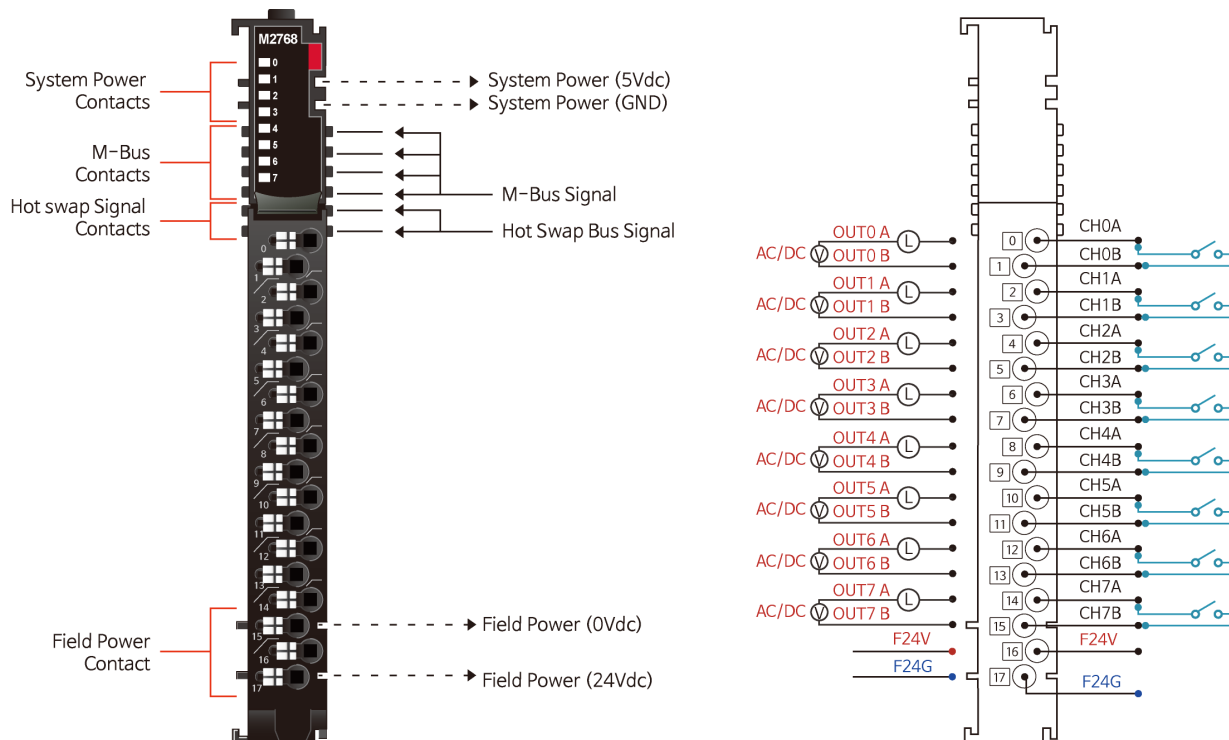 M2768
0
1
2
3
4
5
6
7
System Power
Contacts
M-Bus
Contacts
Hot swap Signal
Contacts
System Power (5Vdc)
System Power (GND)
M-Bus Signal
Hot Swap Bus Signal
0
1
2
3
4
5
6
7
8
9
10
11
12
13
14
15
16
17
Field Power
Contact
Field Power (0Vdc)
Field Power (24Vdc)
AC/DC V OUT0 A L
OUT0 B
AC/DC V OUT1 A L
OUT1 B
AC/DC V OUT2 A L
OUT2 B
AC/DC V OUT3 A L
OUT3 B
AC/DC V OUT4 A L
OUT4 B
AC/DC V OUT5 A L
OUT5 B
AC/DC V OUT6 A L
OUT6 B
AC/DC V OUT7 A L
OUT7 B
F24V
F24G
0 CH0A
1 CH0B
2 CH1A
3 CH1B
4 CH2A
5 CH2B
6 CH3A
7 CH3B
8 CH4A
9 CH4B
10 CH5A
11 CH5B
12 CH6A
13 CH6B
14 CH7A
15 CH7B
16 F24V
17 F24G